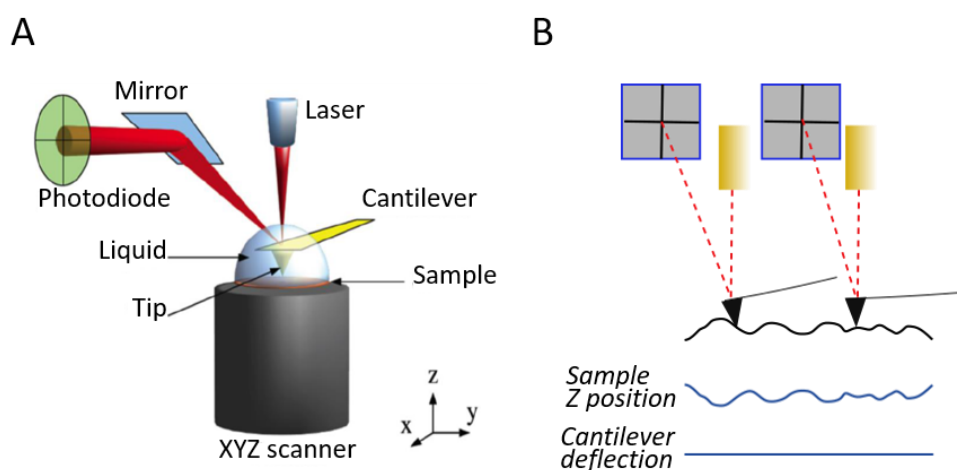 A
Mirror
Laser
Photodiode
Cantilever
Liquid
Sample
Tip
z
x
y
XYZ scanner
B
Sample
Z position
Cantilever
deflection